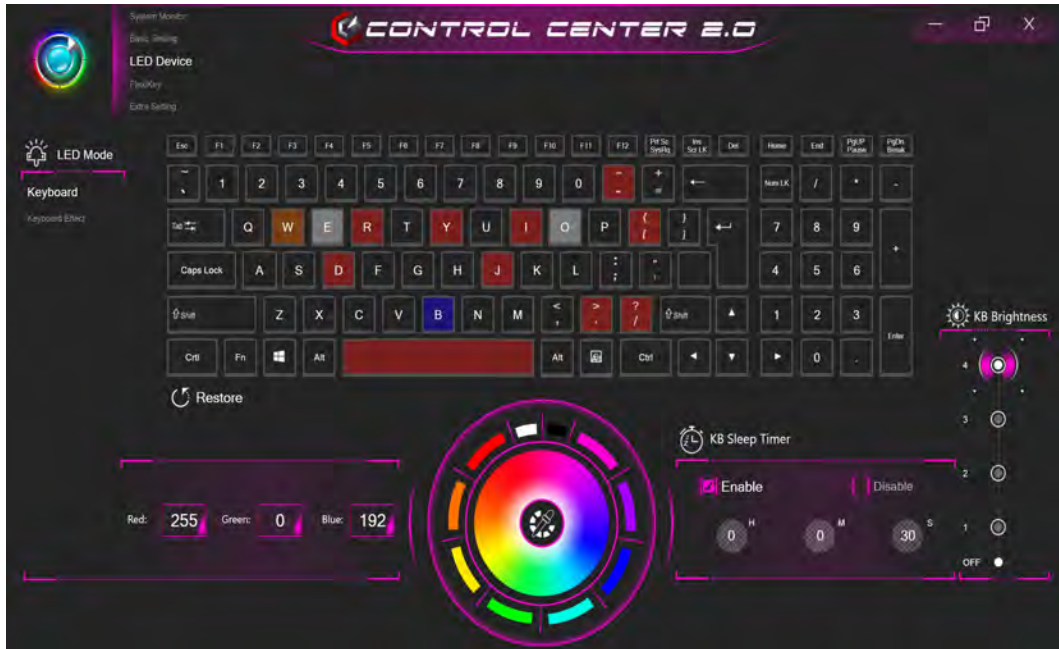 System Monitor
Basic Setting
LED Device
FlexiKey
Extra Setting
CONTROL CENTER 2.0
X
LED Mode
Keyboard
Keyboard Effect
Esc F1 F2 F3 F4 F5 F6 F7 F8 F9 F10 F11 F12 Prt Sc SysRq Ins Scr LK Del Home End PgUP Pause PgDn Break
~ ` 1 2 3 4 5 6 7 8 9 0 - - + = ← Num LK / * -
Tab Q W E R T Y U I O P { [ } ] 7 8 9 +
Caps Lock A S D F G H J K L : ; " ' 4 5 6
Shift Z X C V B N M < , > . ? / Shift ▲ 1 2 3 Enter
Crtl Fn Alt Alt Ctrl ◄ ▼ ► 0 .
Restore
KB Brightness
4
3
2
1
OFF
KB Sleep Timer
Enable Disable
0 H 0 M 30 S
Red: 255 Green: 0 Blue: 192